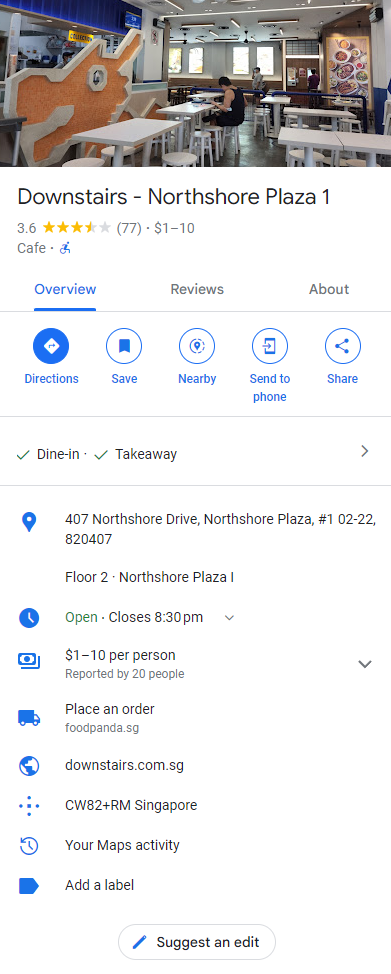 COLLECTION
Downstairs - Northshore Plaza 1
3.6 (77) · $1–10
Cafe ·
Overview Reviews About
Directions Save Nearby Send to phone Share
Dine-in · Takeaway
407 Northshore Drive, Northshore Plaza, #1 02-22,
820407
Floor 2 · Northshore Plaza I
Open · Closes 8:30 pm
$1–10 per person
Reported by 20 people
Place an order
foodpanda.sg
downstairs.com.sg
CW82+RM Singapore
Your Maps activity
Add a label
Suggest an edit